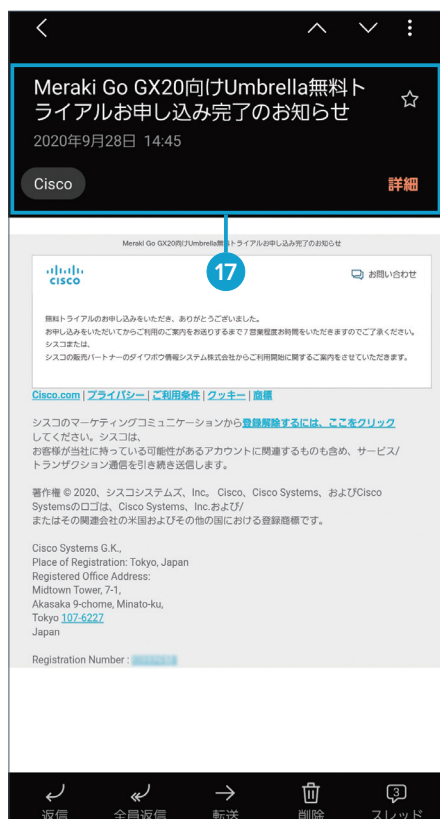 Meraki Go GX20向けUmbrella無料ト
ライアルお申し込み完了のお知らせ
2020年9月28日 14:45
Cisco
詳細
17
Meraki Go GX20向けUmbrella無料トライアルお申し込み完了のお知らせ
CISCO
お問い合わせ
無料トライアルのお申し込みをいただき、ありがとうございました。
お申し込みをいただいてからご利用のご案内をお送りするまで7営業程度お時間をいただきますのでご了承ください。
シスコまたは、
シスコの販売パートナーのダイワボウ情報システム株式会社からご利用開始に関するご案内をさせていただきます。
Cisco.com | プライバシー | ご利用条件 | クッキー | 商標
シスコのマーケティングコミュニケーションから登録解除するには、ここをクリック
してください。シスコは、
お客様が当社に持っている可能性があるアカウントに関連するものも含め、サービス/
トランザクション通信を引き続き送信します。
著作権 © 2020、シスコシステムズ、Inc。 Cisco、Cisco Systems、およびCisco
Systemsのロゴは、Cisco Systems、Inc.および/
またはその関連会社の米国およびその他の国における登録商標です。
Cisco Systems G.K.,
Place of Registration: Tokyo, Japan
Registered Office Address:
Midtown Tower, 7-1,
Akasaka 9-chome, Minato-ku,
Tokyo 107-6227
Japan
Registration Number :
3
返信
全員返信
転送
削除
スレッド